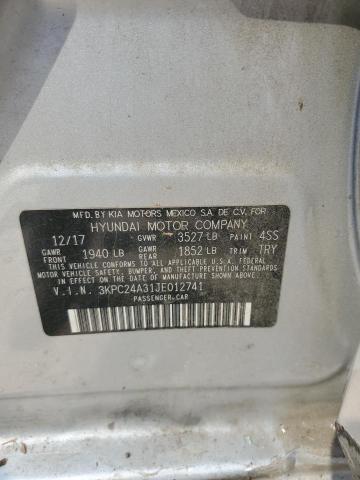 MFD. BY KIA MOTORS MEXICO S.A. DE C.V. FOR
HYUNDAI MOTOR COMPANY
12/17 GVWR 3527 LB PAINT 4SS
GAWR FRONT 1940 LB GAWR REAR 1852 LB TRIM TRY
THIS VEHICLE CONFORMS TO ALL APPLICABLE U.S.A. FEDERAL
MOTOR VEHICLE SAFETY, BUMPER, AND THEFT PREVENTION
STANDARDS IN EFFECT ON THE DATE OF MANUFACTURE SHOWN ABOVE.
V.I.N. 3KPC24A31JE012741
PASSENGER CAR